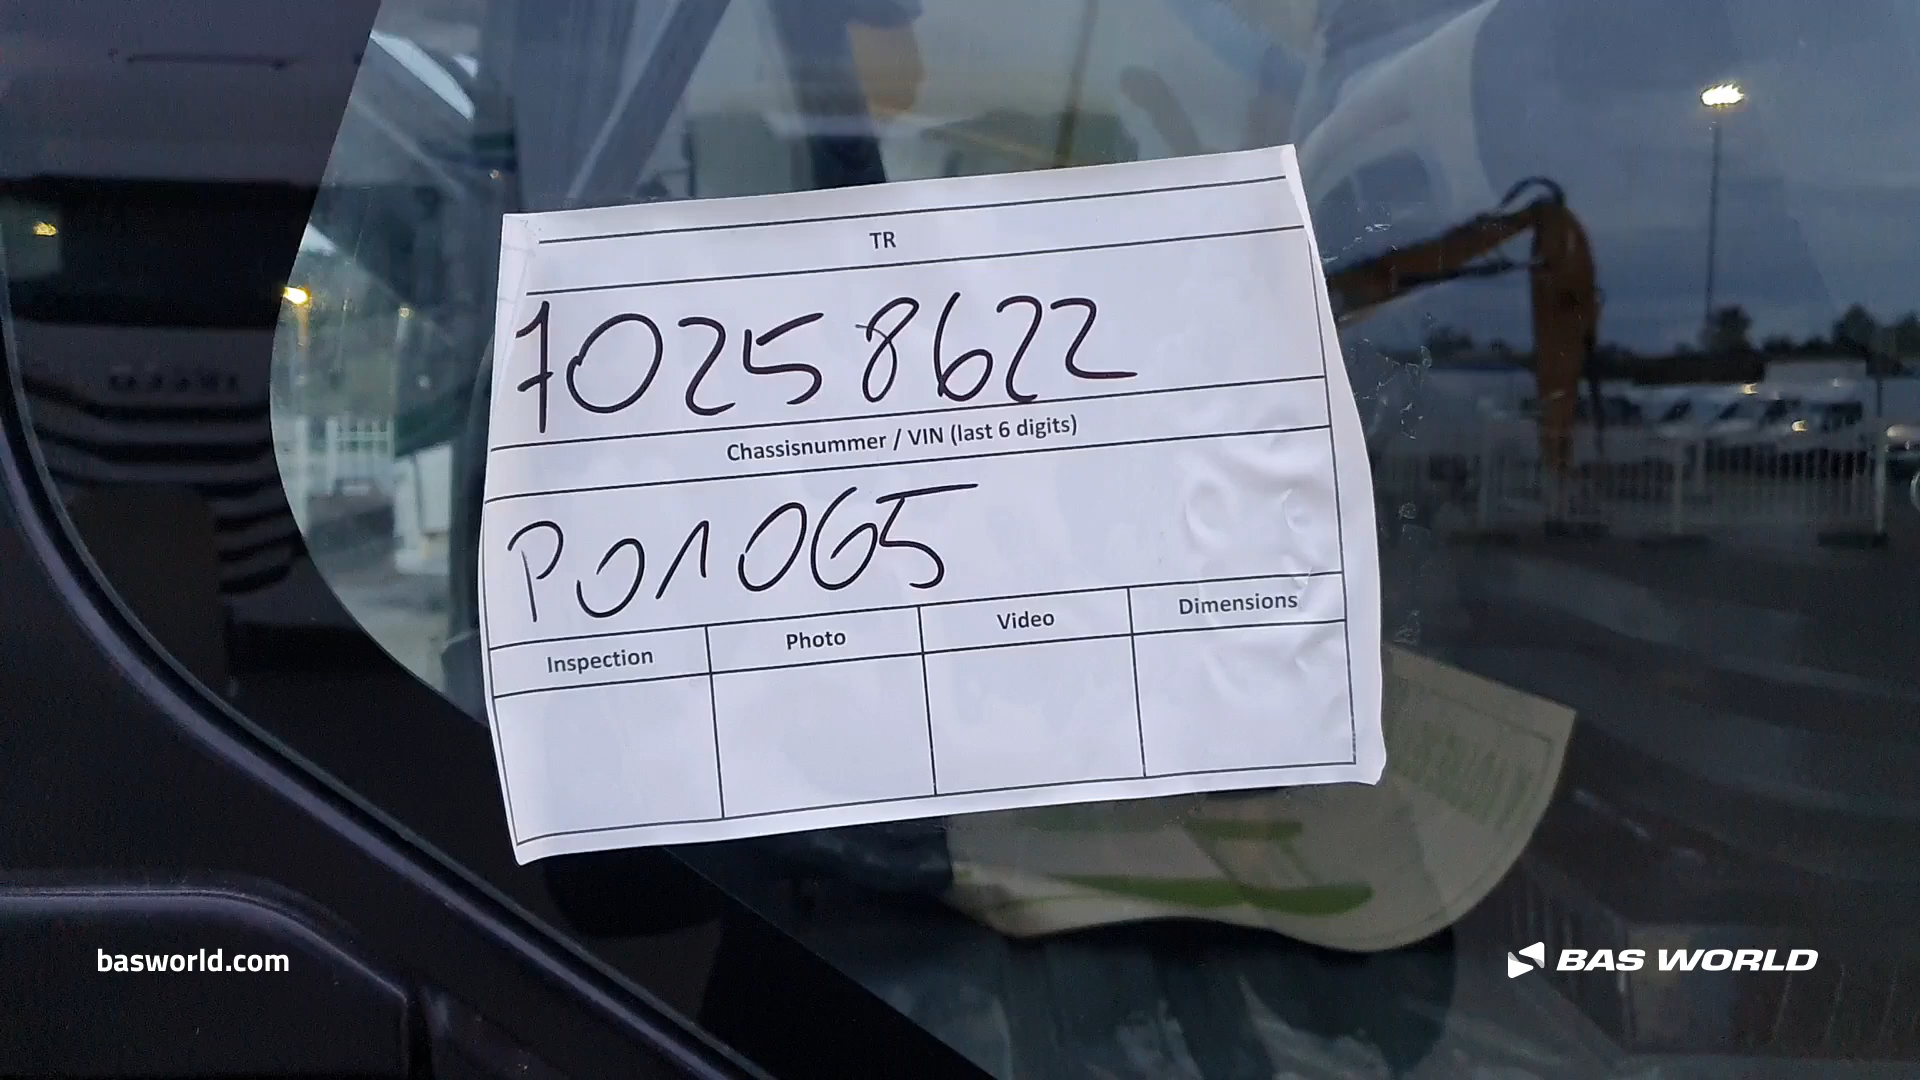 TR
70258622
Chassisnummer / VIN (last 6 digits)
P01065
Inspection Photo Video Dimensions
basworld.com
BAS WORLD